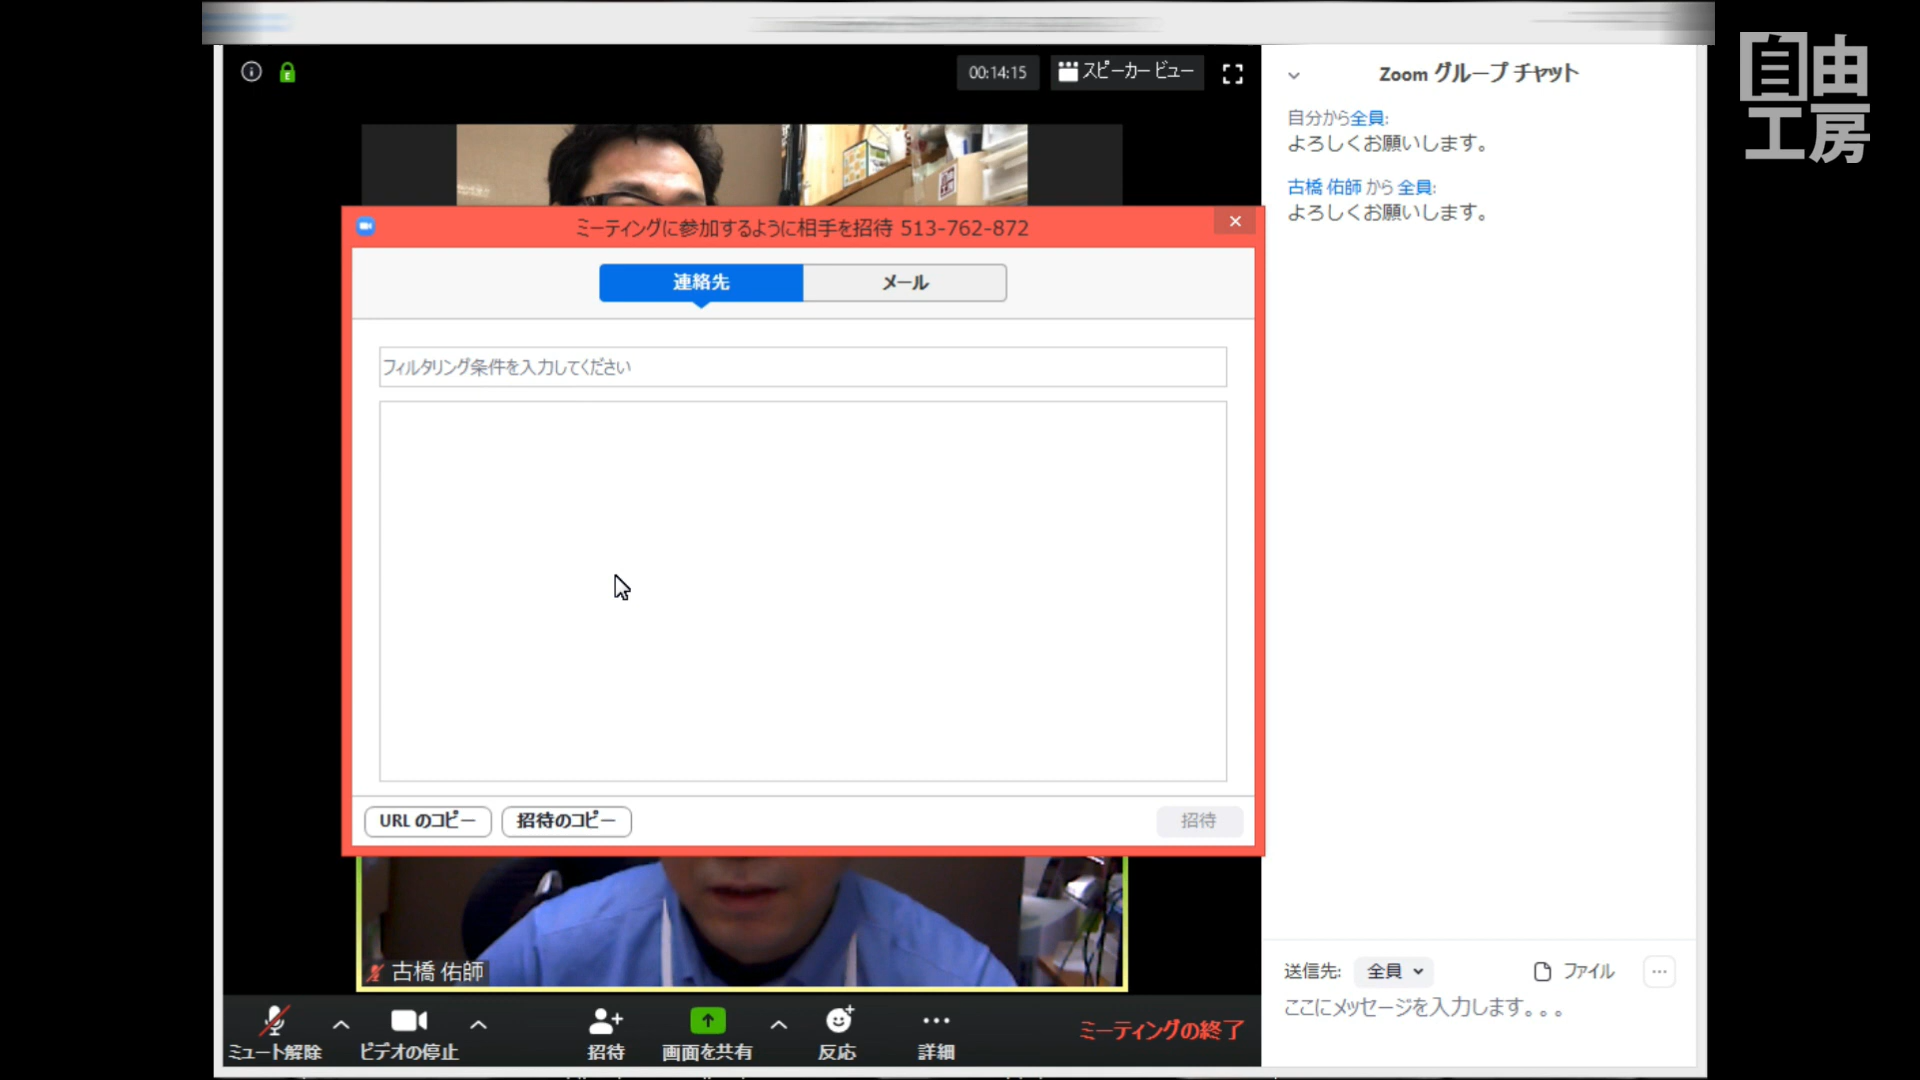 自由
工房
00:14:15
スピーカー ビュー
Zoom グループ チャット
自分から全員:
よろしくお願いします。
古橋 佑師 から 全員:
よろしくお願いします。
ミーティングに参加するように相手を招待 513-762-872
連絡先
メール
フィルタリング条件を入力してください
URL のコピー
招待のコピー
招待
古橋 佑師
送信先: 全員
ファイル
ここにメッセージを入力します。。。
ミュート解除
ビデオの停止
招待
画面を共有
反応
詳細
ミーティングの終了